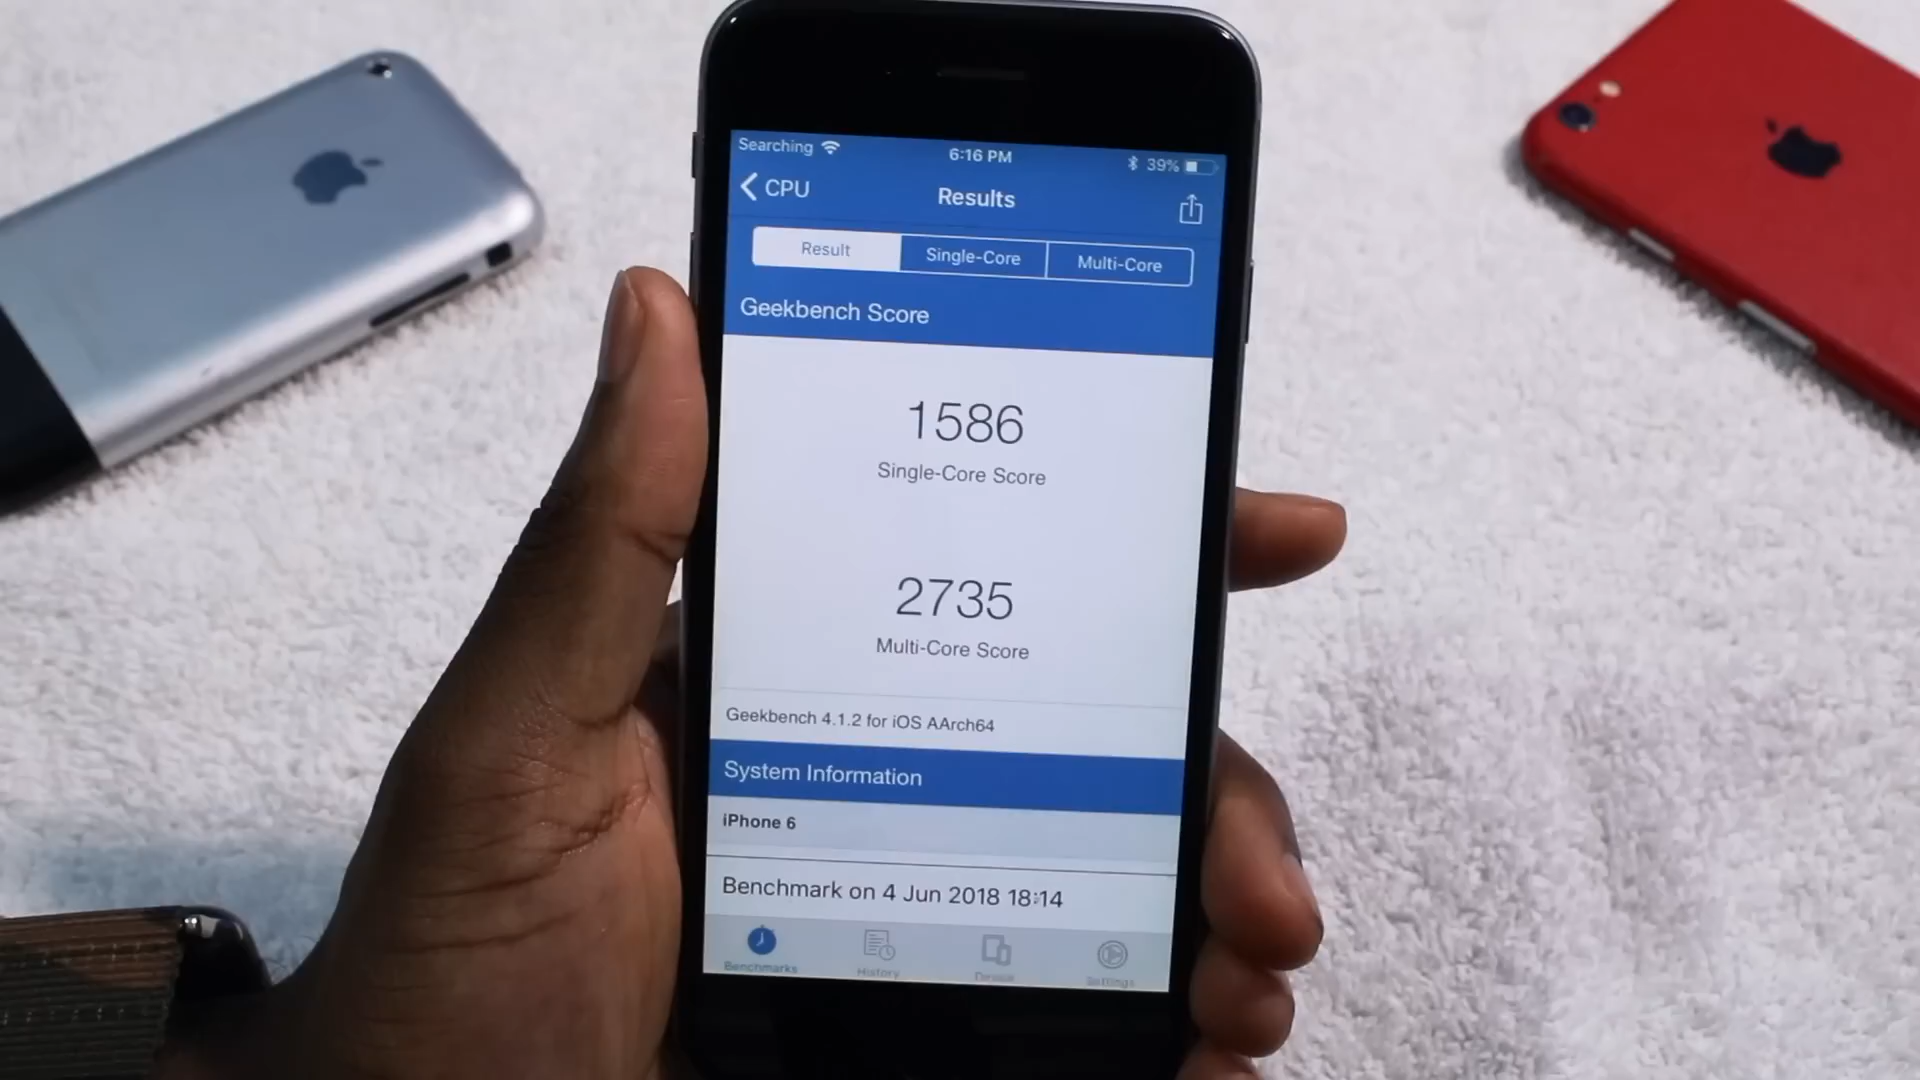 Searching
6:16 PM
39%
CPU
Results
Result
Single-Core
Multi-Core
Geekbench Score
1586
Single-Core Score
2735
Multi-Core Score
Geekbench 4.1.2 for iOS AArch64
System Information
iPhone 6
Benchmark on 4 Jun 2018 18:14
Benchmarks
History
Device
Settings